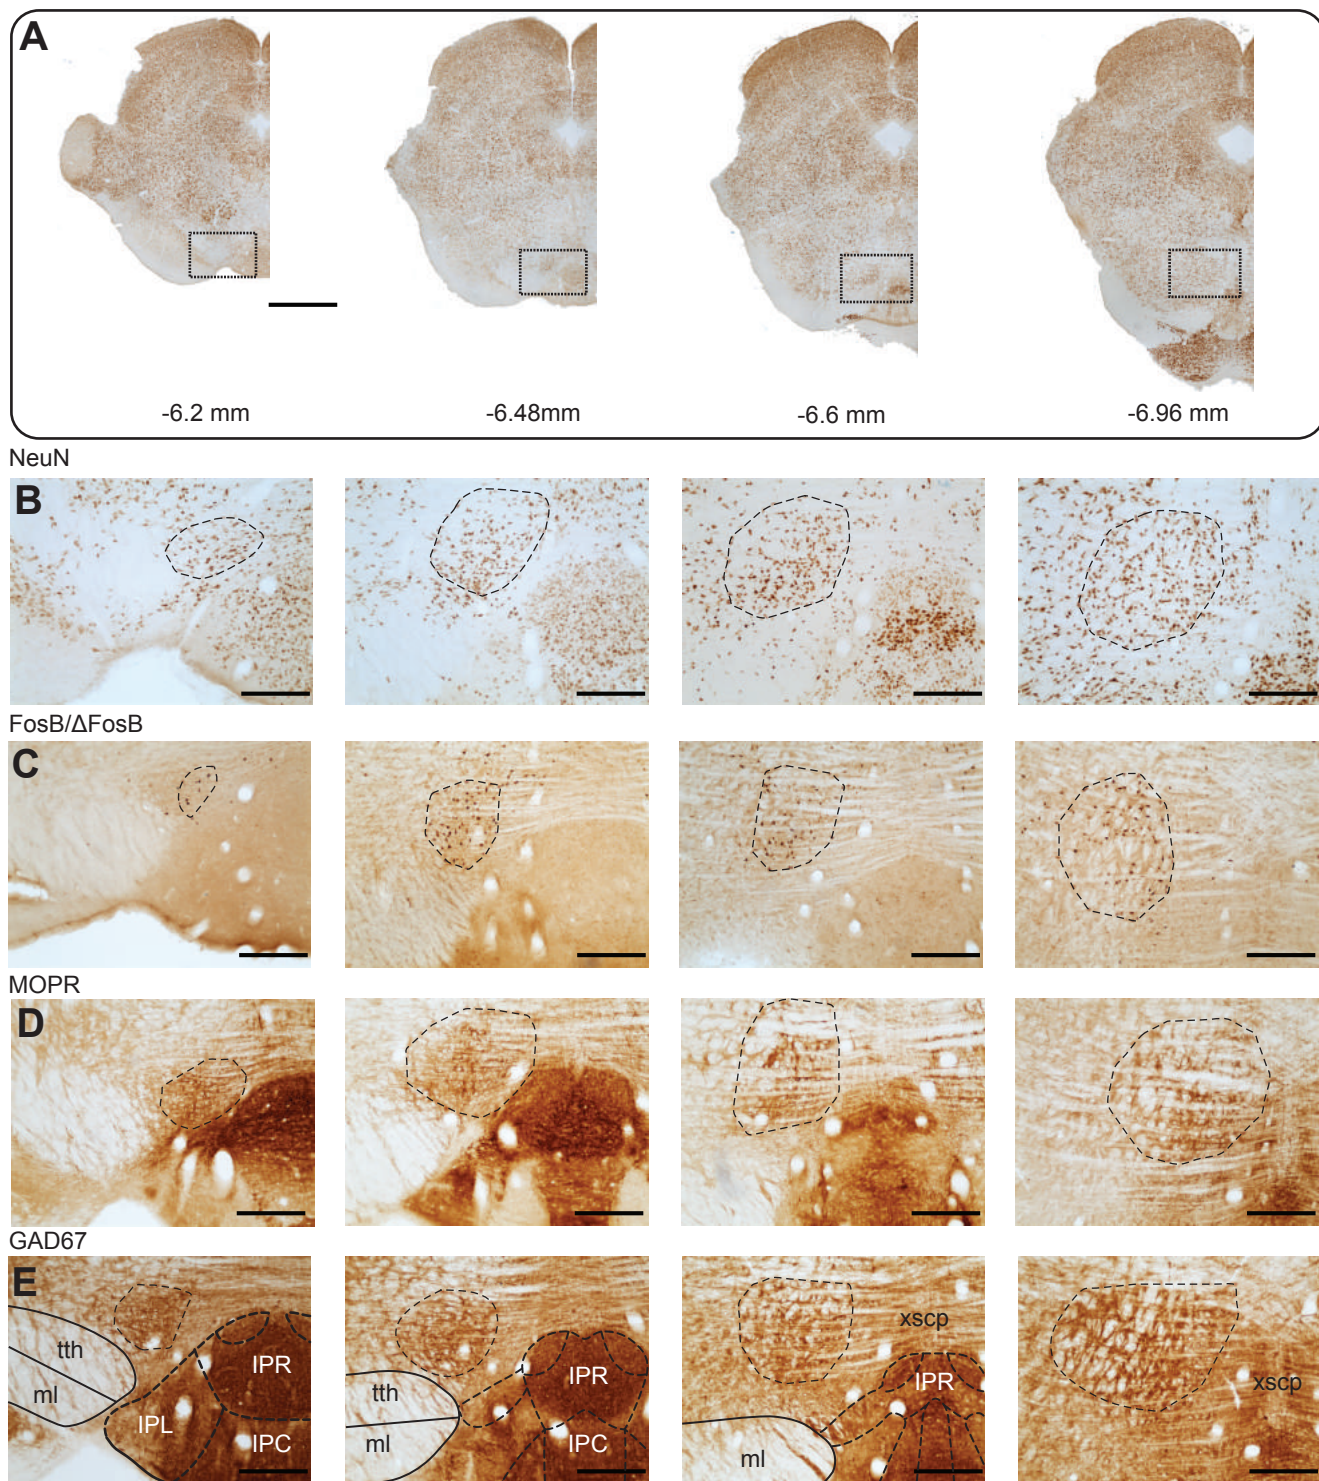 A
-6.2 mm
-6.48mm
-6.6 mm
-6.96 mm
NeuN
B
FosB/ΔFosB
C
MOPR
D
GAD67
E
tth
ml
IPL
IPR
IPC
tth
ml
IPR
IPC
xscp
IPR
ml
xscp